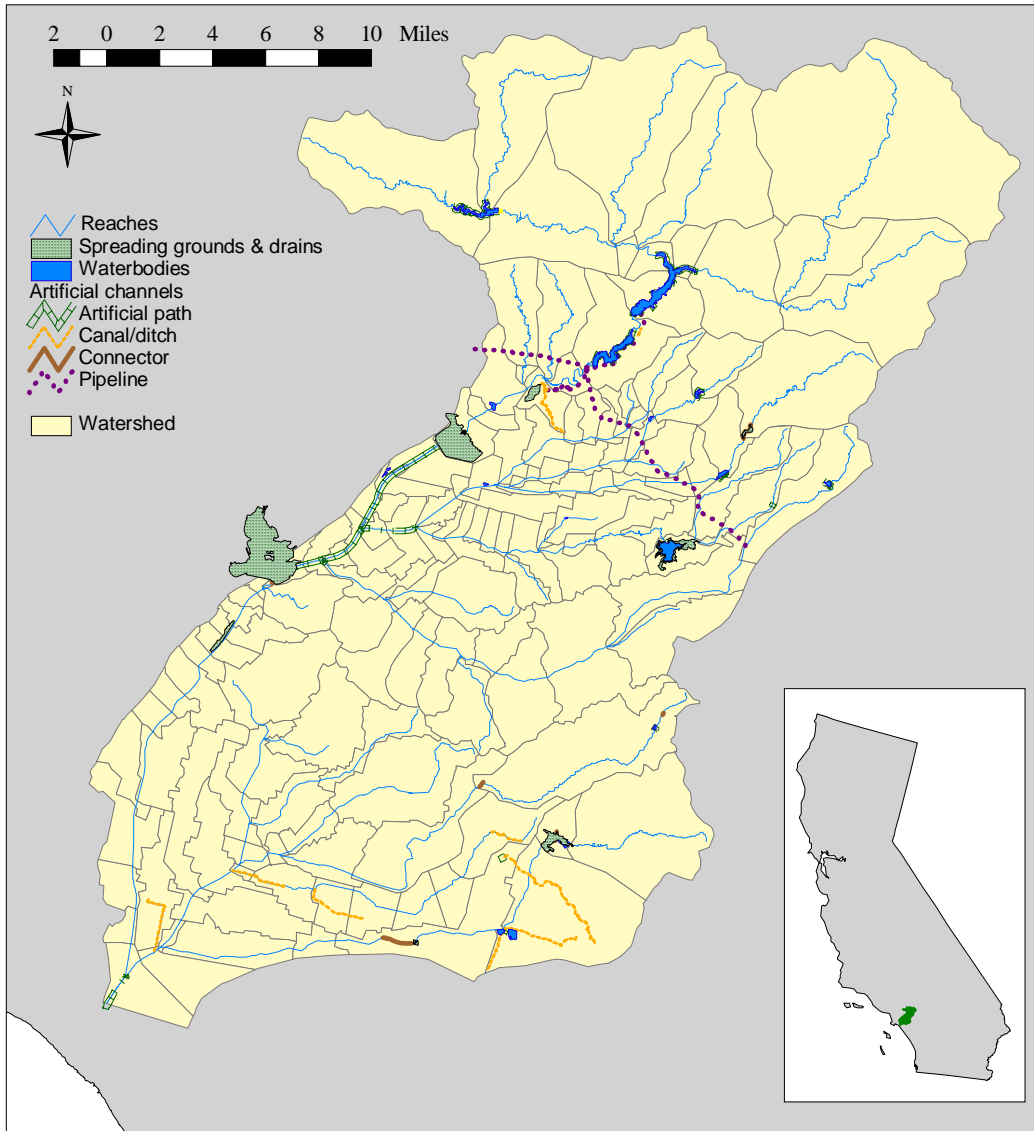 2 0 2 4 6 8 10 Miles
N
Reaches
Spreading grounds & drains
Waterbodies
Artificial channels
Artificial path
Canal/ditch
Connector
Pipeline
Watershed